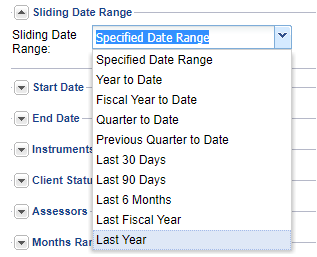 Sliding Date Range
Sliding Date Range:
Specified Date Range
Specified Date Range
Year to Date
Fiscal Year to Date
Quarter to Date
Previous Quarter to Date
Last 30 Days
Last 90 Days
Last 6 Months
Last Fiscal Year
Last Year
Start Date
End Date
Instruments
Client Statu
Assessors
Months Ran